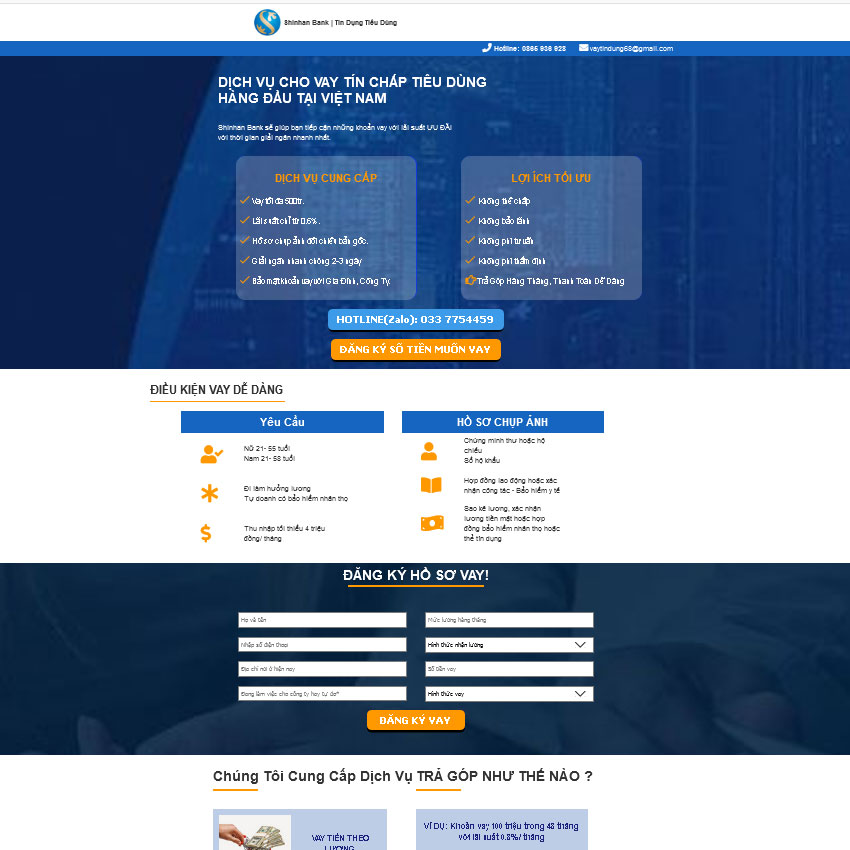 Shinhan Bank | Tín Dụng Tiêu Dùng
Hotline: 0865 936 928 vaytindung68@gmail.com
DỊCH VỤ CHO VAY TÍN CHẤP TIÊU DÙNG
HÀNG ĐẦU TẠI VIỆT NAM
Shinhan Bank sẽ giúp bạn tiếp cận những khoản vay với lãi suất ƯU ĐÃI
với thời gian giải ngân nhanh nhất.
DỊCH VỤ CUNG CẤP
Vay tối đa 500tr.
Lãi suất chỉ từ 0,6%.
Hồ sơ chụp ảnh đối chiếu bản gốc.
Giải ngân nhanh chóng 2-3 ngày
Bảo mật khoản vay với Gia Đình, Công Ty.
LỢI ÍCH TỐI ƯU
Không thế chấp
Không bảo lãnh
Không phí tư vấn
Không phí thẩm định
Trả Góp Hàng Tháng, Thanh Toán Dễ Dàng
HOTLINE(Zalo): 033 7754459
ĐĂNG KÝ SỐ TIỀN MUỐN VAY
ĐIỀU KIỆN VAY DỄ DÀNG
Yêu Cầu
Nữ 21- 55 tuổi
Nam 21- 58 tuổi
Đi làm hưởng lương
Tự doanh có bảo hiểm nhân thọ
Thu nhập tối thiểu 4 triệu
đồng/ tháng
HỒ SƠ CHỤP ẢNH
Chứng minh thư hoặc hộ
chiếu
Sổ hộ khẩu
Hợp đồng lao động hoặc xác
nhận công tác - Bảo hiểm y tế
Sao kê lương, xác nhận
lương tiền mặt hoặc hợp
đồng bảo hiểm nhân thọ hoặc
thẻ tín dụng
ĐĂNG KÝ HỒ SƠ VAY!
Họ và tên
Mức lương hàng tháng
Nhập số điện thoại
Hình thức nhận lương
Địa chỉ nơi ở hiện nay
Số tiền vay
Đang làm việc cho công ty hay tự do*
Hình thức vay
ĐĂNG KÝ VAY
Chúng Tôi Cung Cấp Dịch Vụ TRẢ GÓP NHƯ THẾ NÀO ?
VAY TIỀN THEO
LƯƠNG
Ví DỤ: Khoản vay 100 triệu trong 48 tháng
với lãi suất 0.8%/ tháng